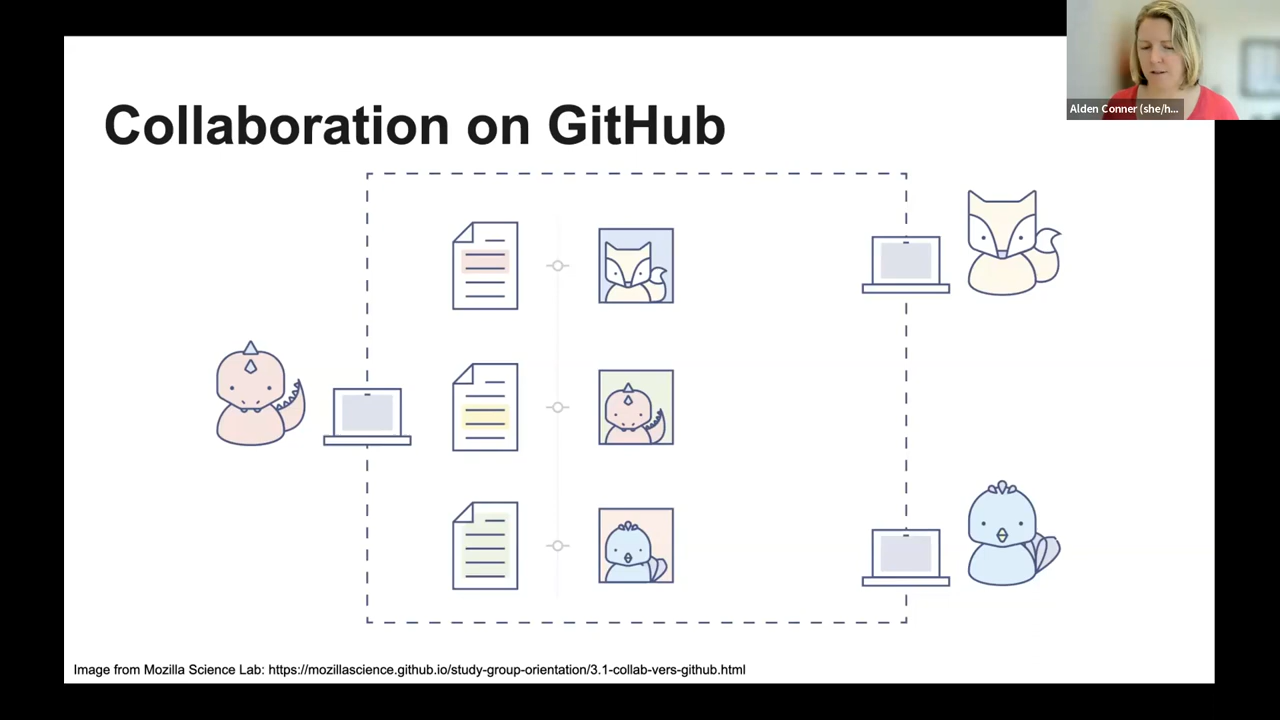 Collaboration on GitHub
Alden Conner (she/h...
Image from Mozilla Science Lab: https://mozillascience.github.io/study-group-orientation/3.1-collab-vers-github.html